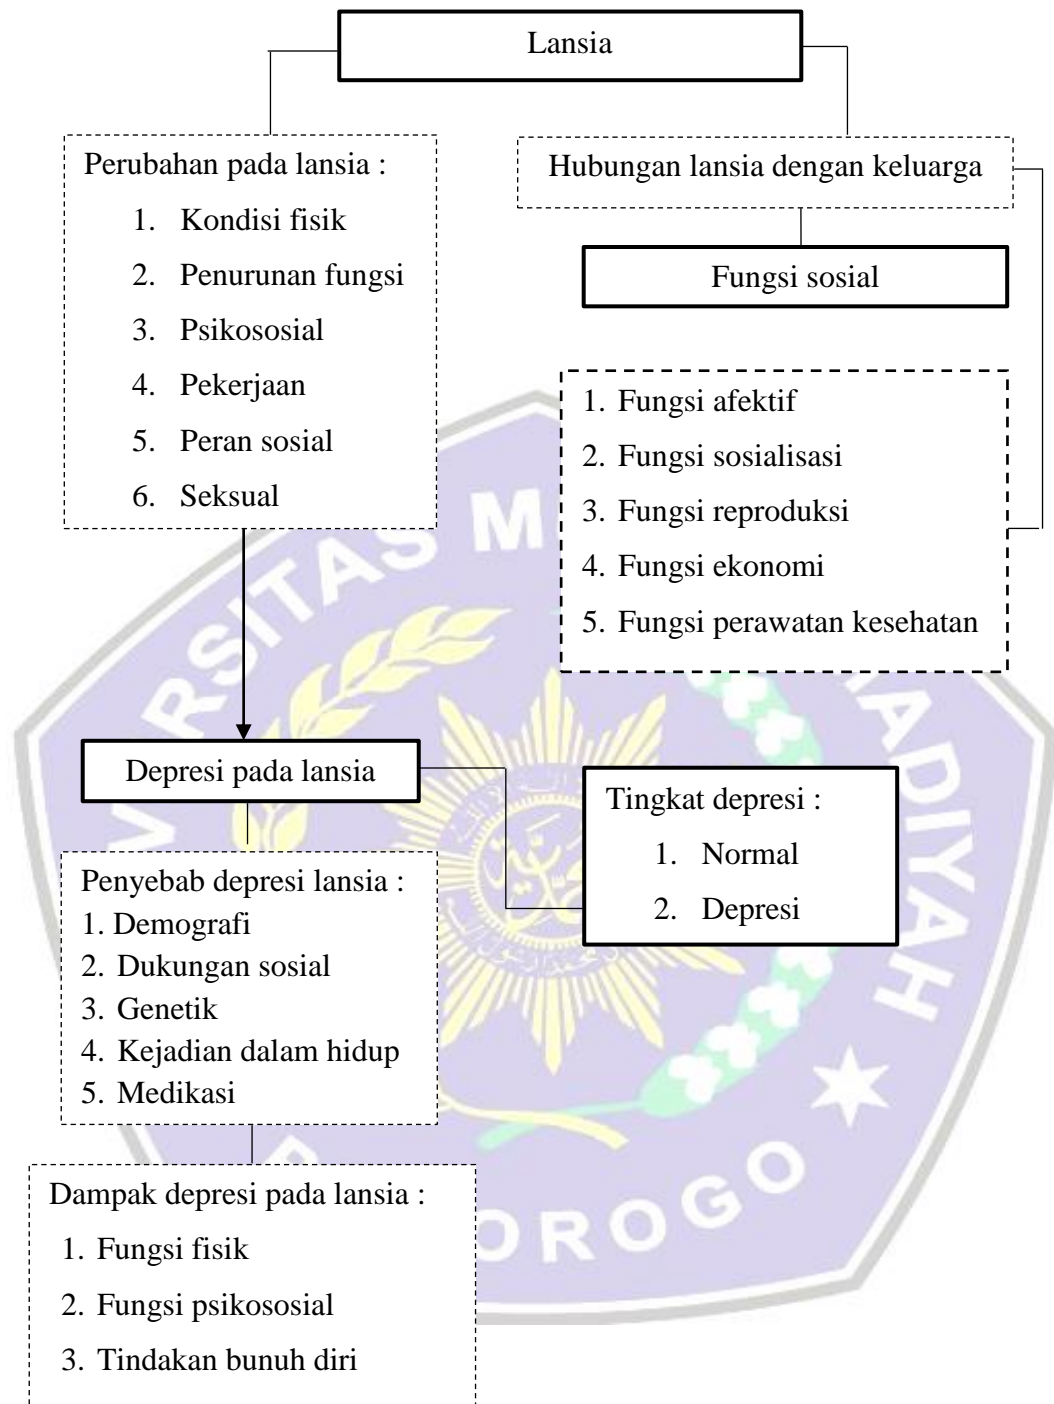 Lansia
Perubahan pada lansia :
1. Kondisi fisik
2. Penurunan fungsi
3. Psikososial
4. Pekerjaan
5. Peran sosial
6. Seksual
Hubungan lansia dengan keluarga
Fungsi sosial
1. Fungsi afektif
2. Fungsi sosialisasi
3. Fungsi reproduksi
4. Fungsi ekonomi
5. Fungsi perawatan kesehatan
Depresi pada lansia
Tingkat depresi :
1. Normal
2. Depresi
Penyebab depresi lansia :
1. Demografi
2. Dukungan sosial
3. Genetik
4. Kejadian dalam hidup
5. Medikasi
Dampak depresi pada lansia :
1. Fungsi fisik
2. Fungsi psikososial
3. Tindakan bunuh diri